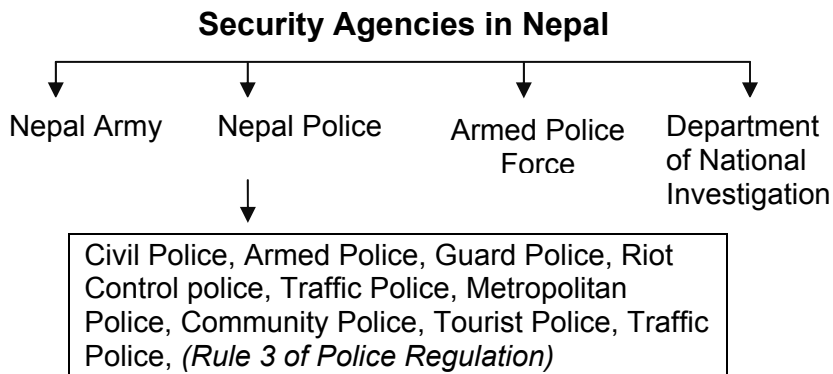 Security Agencies in Nepal
Nepal Army
Nepal Police
Armed Police
Force
Department
of National
Investigation
Civil Police, Armed Police, Guard Police, Riot
Control police, Traffic Police, Metropolitan
Police, Community Police, Tourist Police, Traffic
Police, (Rule 3 of Police Regulation)